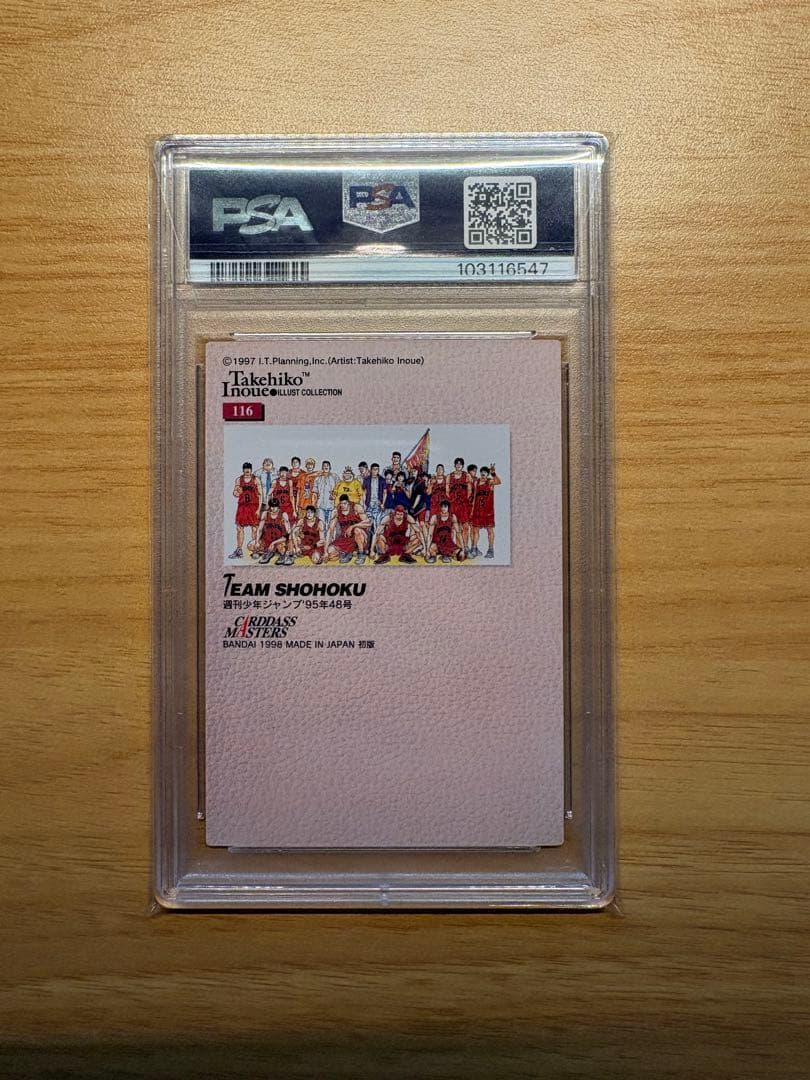 PSA
PSA
103116547
©1997 I.T.Planning,Inc.(Artist:Takehiko Inoue)
Takehiko™
Inoue●ILLUST COLLECTION
116
TEAM SHOHOKU
週刊少年ジャンプ'95年48号
CARDDASS
MASTERS
BANDAI 1998 MADE IN JAPAN 初版